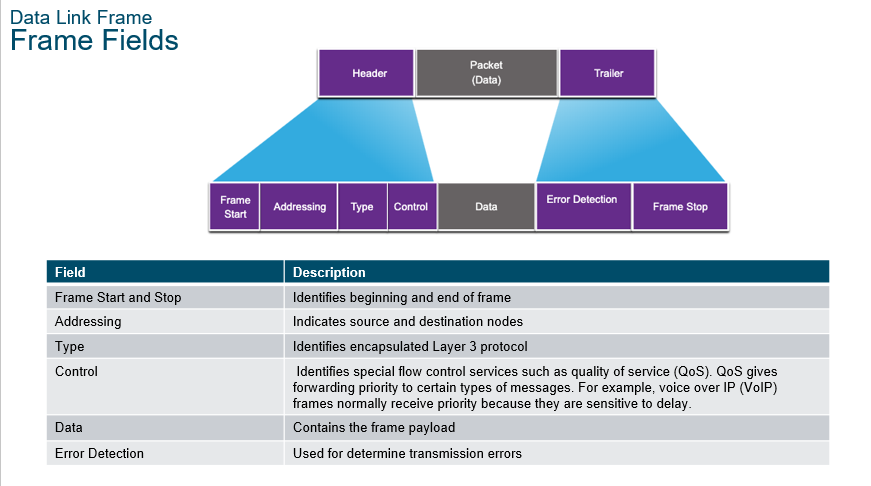 Data Link Frame
Frame Fields
Header
Packet
(Data)
Trailer
Frame
Start
Addressing
Type
Control
Data
Error Detection
Frame Stop
Field
Description
Frame Start and Stop
Identifies beginning and end of frame
Addressing
Indicates source and destination nodes
Type
Identifies encapsulated Layer 3 protocol
Control
Identifies special flow control services such as quality of service (QoS). QoS gives
forwarding priority to certain types of messages. For example, voice over IP (VoIP)
frames normally receive priority because they are sensitive to delay.
Data
Contains the frame payload
Error Detection
Used for determine transmission errors